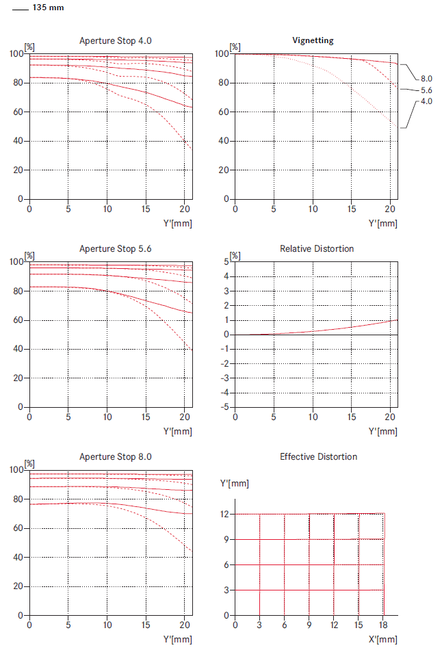 135 mm
Aperture Stop 4.0
[%]
100
80
60
40
20
0
0 5 10 15 20
Y'[mm]
Vignetting
[%]
100
80
60
40
20
0
8.0
5.6
4.0
0 5 10 15 20
Y'[mm]
Aperture Stop 5.6
[%]
100
80
60
40
20
0
0 5 10 15 20
Y'[mm]
Relative Distortion
[%]
5
4
3
2
1
0
-1
-2
-3
-4
-5
0 5 10 15 20
Y'[mm]
Aperture Stop 8.0
[%]
100
80
60
40
20
0
0 5 10 15 20
Y'[mm]
Effective Distortion
Y'[mm]
12
9
6
3
0
0 3 6 9 12 15 18
X'[mm]